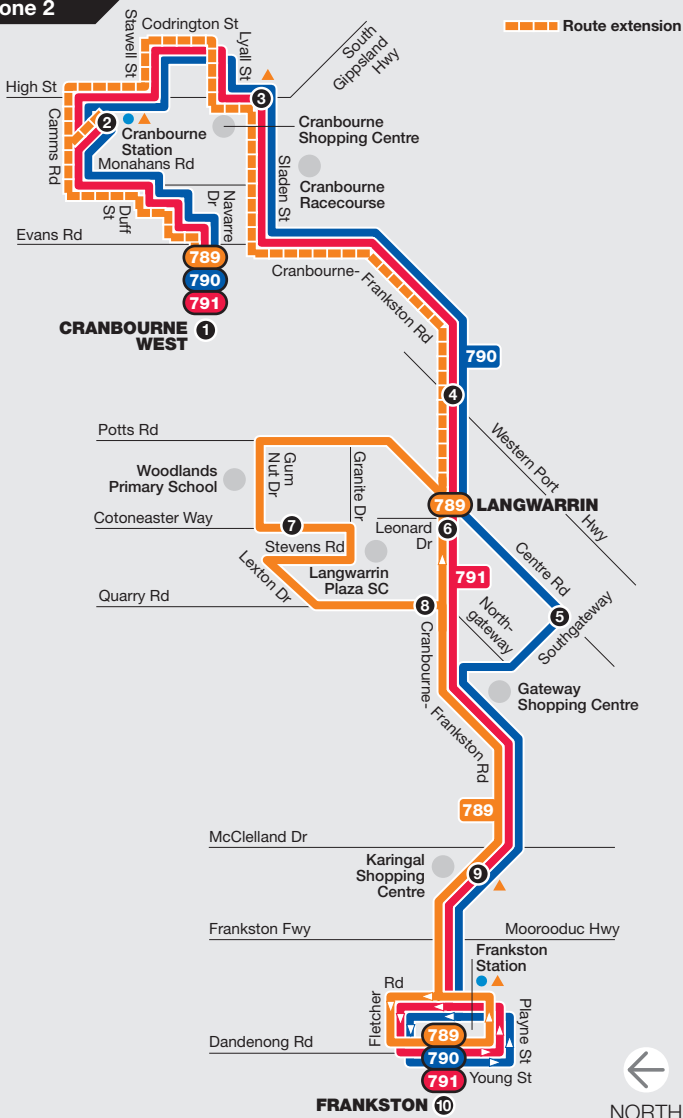 one 2
Route extension
Codrington St
Stawell St
Lyall St
South
Gippsland
Hwy
High St
3
2
Cranbourne
Station
Cranbourne
Shopping Centre
Camms Rd
Monahans Rd
Cranbourne
Racecourse
Sladen St
Duff
St
Navarre
Dr
Evans Rd
789
790
791
CRANBOURNE
WEST
1
Cranbourne-
Frankston Rd
790
4
Potts Rd
Western Port
Hwy
Woodlands
Primary School
Gum
Nut Dr
Granite Dr
789
LANGWARRIN
Cotoneaster Way
7
Leonard
Dr
6
Stevens Rd
Centre Rd
Lexton Dr
Langwarrin
Plaza SC
791
Quarry Rd
8
North-
gateway
5
Southgateway
Cranbourne-
Frankston Rd
Gateway
Shopping Centre
789
McClelland Dr
Karingal
Shopping
Centre
9
Frankston Fwy
Moorooduc Hwy
Frankston
Station
Fletcher
Rd
Playne St
789
790
791
Dandenong Rd
Young St
FRANKSTON
10
NORTH